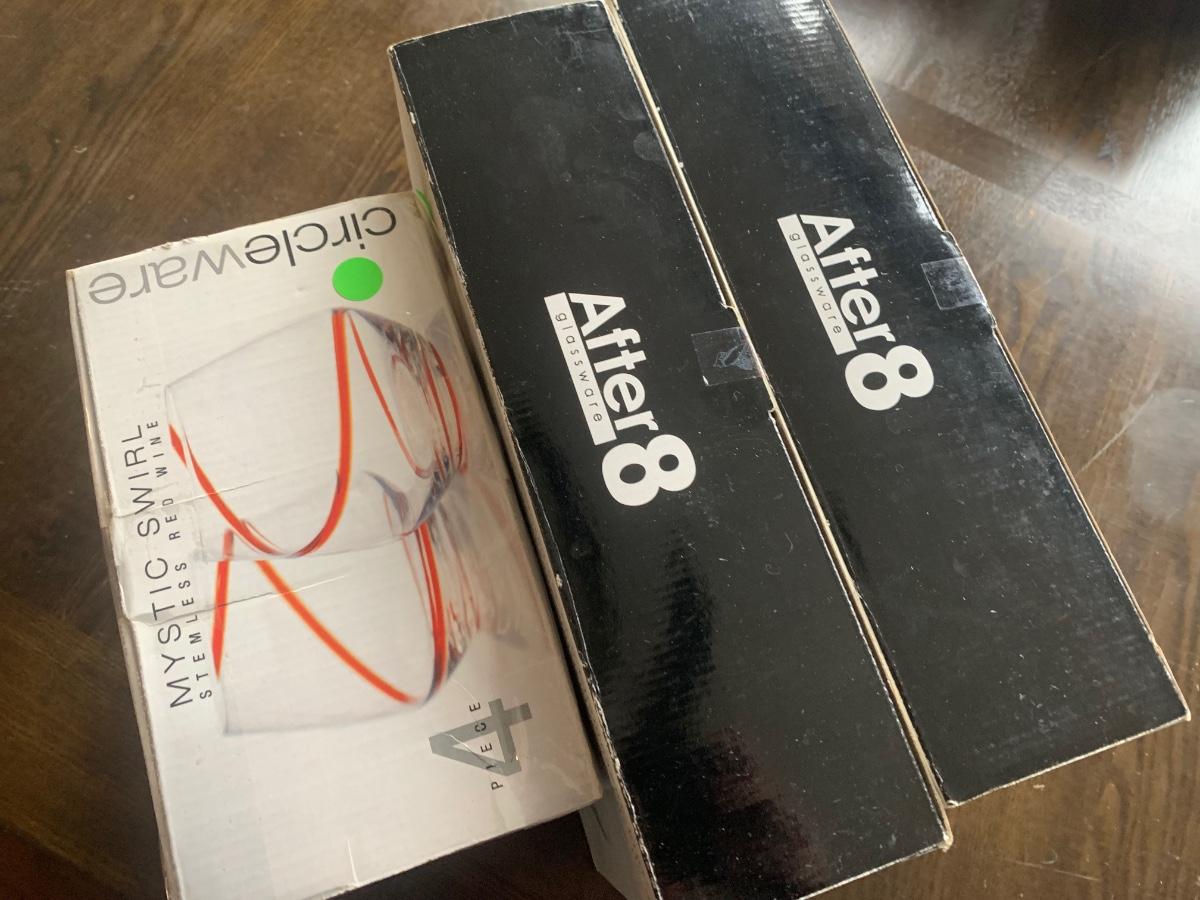 circleware
MYSTIC SWIRL
STEMLESS RED WINE
4
PIECE
After8
glassware
After8
glassware